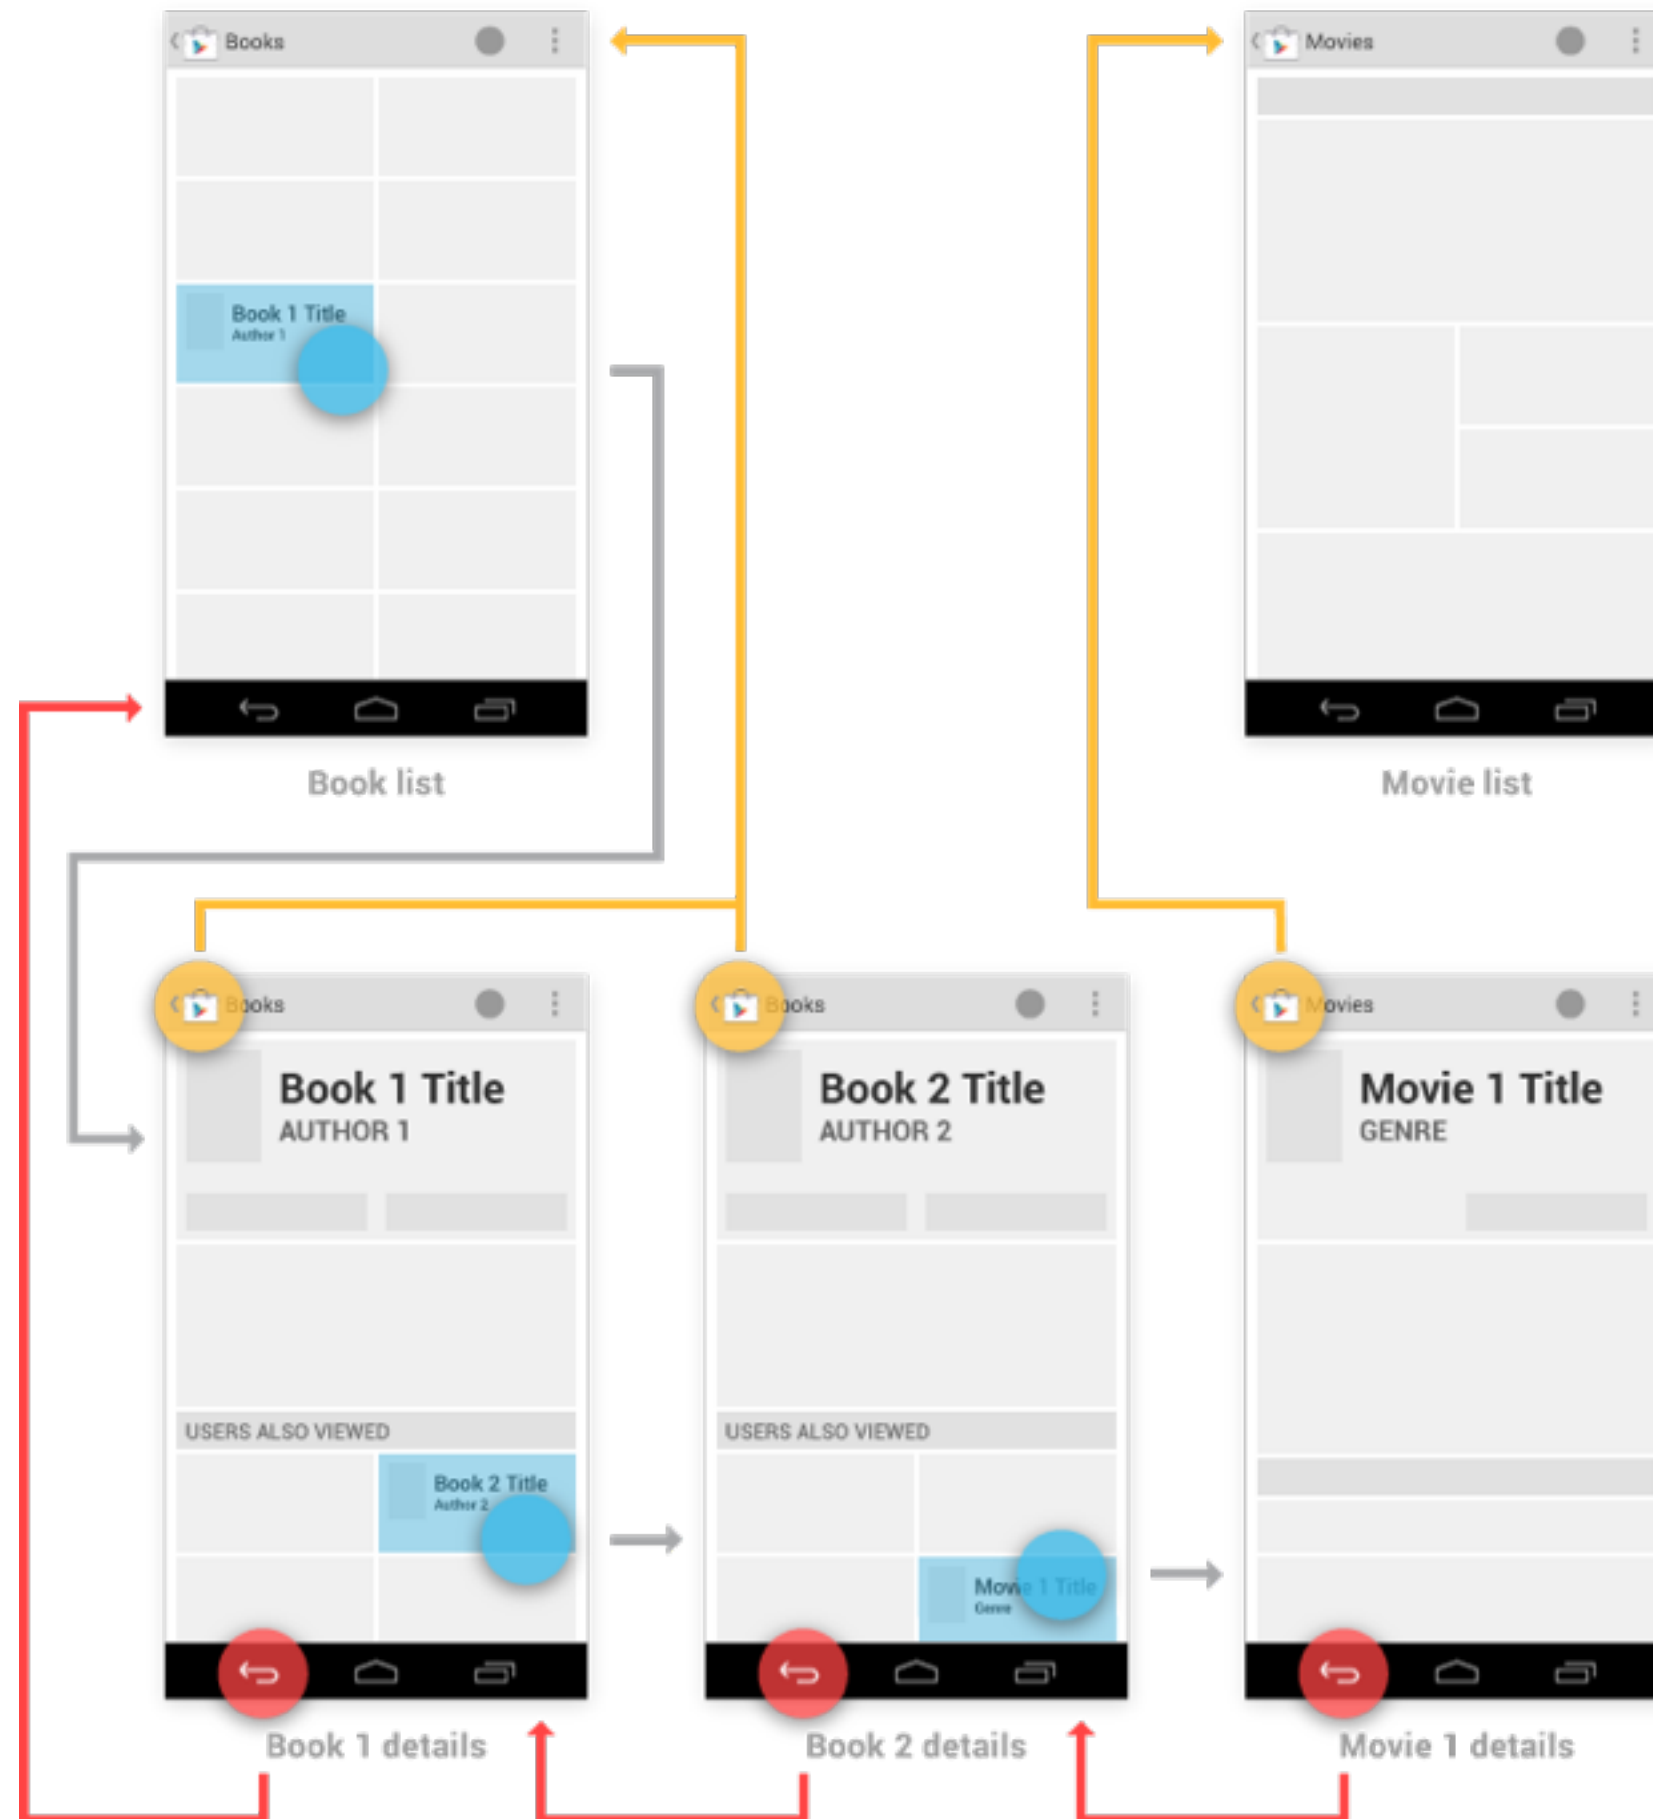 Books
Movies
Book 1 Title
Author 1
Book list
Movie list
Books
Books
Movies
Book 1 Title
AUTHOR 1
Book 2 Title
AUTHOR 2
Movie 1 Title
GENRE
USERS ALSO VIEWED
USERS ALSO VIEWED
Book 2 Title
Author 2
Movie 1 Title
Genre
Book 1 details
Book 2 details
Movie 1 details